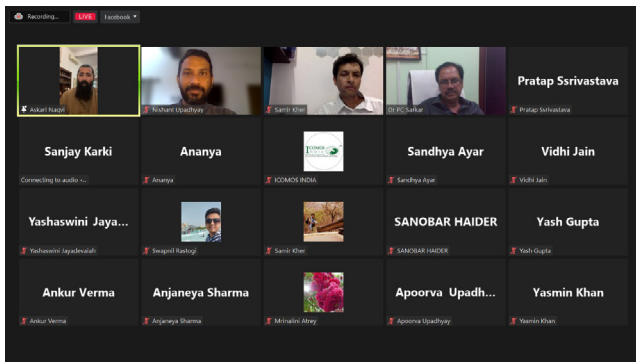 Recording...
LIVE
Facebook
Askari Naqvi
Nishant Upadhyay
Samir Kher
Dr PC Sarkar
Pratap Ssrivastava
Pratap Ssrivastava
Sanjay Karki
Connecting to audio ·..
Ananya
Ananya
ICOMOS
INDIA
ICOMOS INDIA
Sandhya Ayar
Sandhya Ayar
Vidhi Jain
Vidhi Jain
Yashaswini Jaya...
Yashaswini Jayadevaiah
Swapnil Rastogi
Samir Kher
SANOBAR HAIDER
SANOBAR HAIDER
Yash Gupta
Yash Gupta
Ankur Verma
Ankur Verma
Anjaneya Sharma
Anjaneya Sharma
Mrinalini Atrey
Apoorva Upadh...
Apoorva Upadhyay
Yasmin Khan
Yasmin Khan